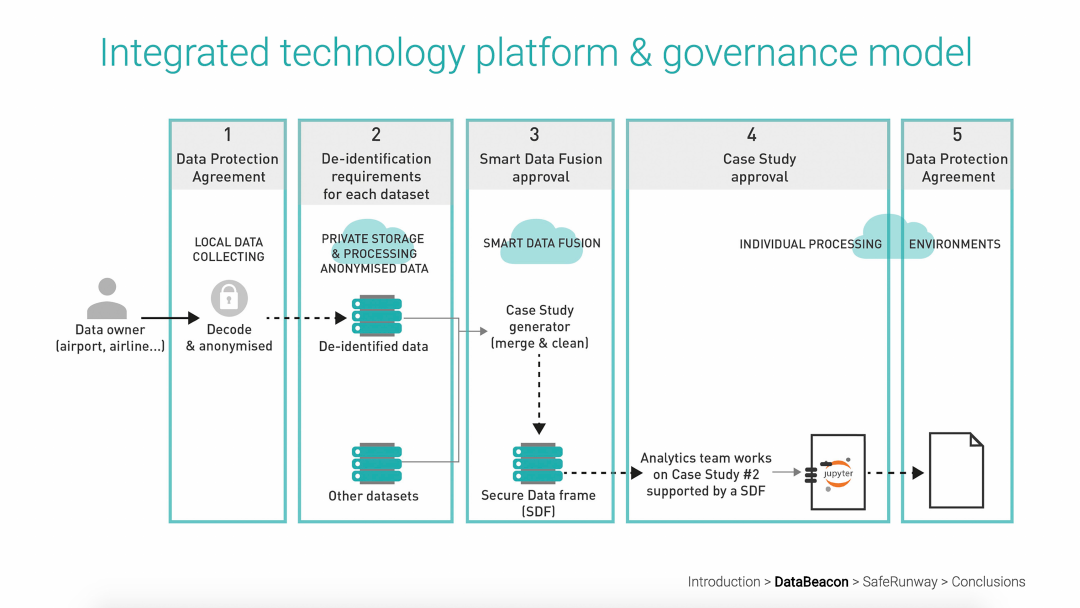 Integrated technology platform & governance model
1
Data Protection
Agreement
2
De-identification
requirements
for each dataset
3
Smart Data Fusion
approval
4
Case Study
approval
5
Data Protection
Agreement
LOCAL DATA
COLLECTING
PRIVATE STORAGE
& PROCESSING
ANONYMISED DATA
SMART DATA FUSION
INDIVIDUAL PROCESSING
ENVIRONMENTS
Data owner
(airport, airline...)
Decode
& anonymised
De-identified data
Case Study
generator
(merge & clean)
Other datasets
Secure Data frame
(SDF)
Analytics team works
on Case Study #2
supported by a SDF
jupyter
Introduction > DataBeacon > SafeRunway > Conclusions